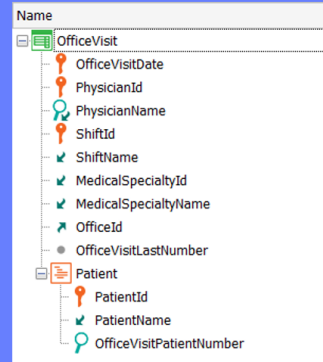 Name
OfficeVisit
OfficeVisitDate
PhysicianId
PhysicianName
ShiftId
ShiftName
MedicalSpecialtyId
MedicalSpecialtyName
OfficeId
OfficeVisitLastNumber
Patient
PatientId
PatientName
OfficeVisitPatientNumber